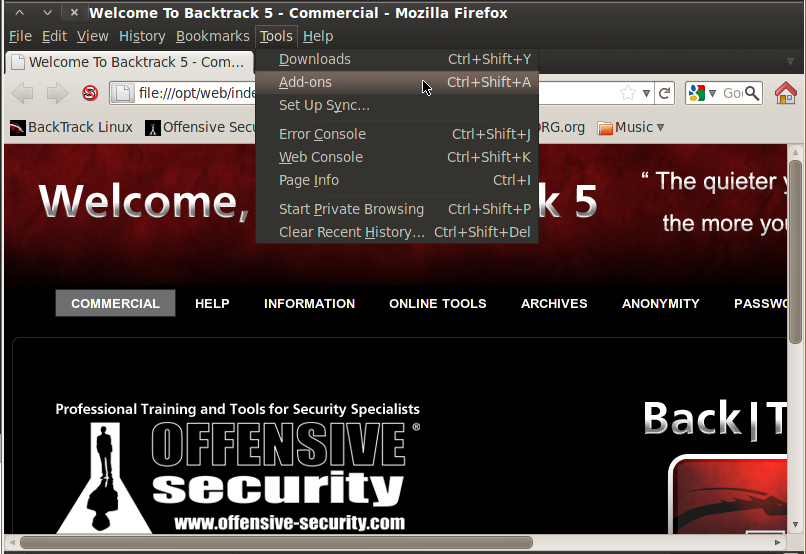 Welcome To Backtrack 5 - Commercial - Mozilla Firefox
File Edit View History Bookmarks Tools Help
Welcome To Backtrack 5 - Com...
Downloads Ctrl+Shift+Y
Add-ons Ctrl+Shift+A
Set Up Sync...
Error Console Ctrl+Shift+J
Web Console Ctrl+Shift+K
Page Info Ctrl+I
Start Private Browsing Ctrl+Shift+P
Clear Recent History... Ctrl+Shift+Del
file:///opt/web/inde
Go
BackTrack Linux Offensive Secu ORG.org Music
Welcome, k 5
“ The quieter y
the more you
COMMERCIAL HELP INFORMATION ONLINE TOOLS ARCHIVES ANONYMITY PASSWO
Professional Training and Tools for Security Specialists
OFFENSIVE®
security
www.offensive-security.com
Back|T